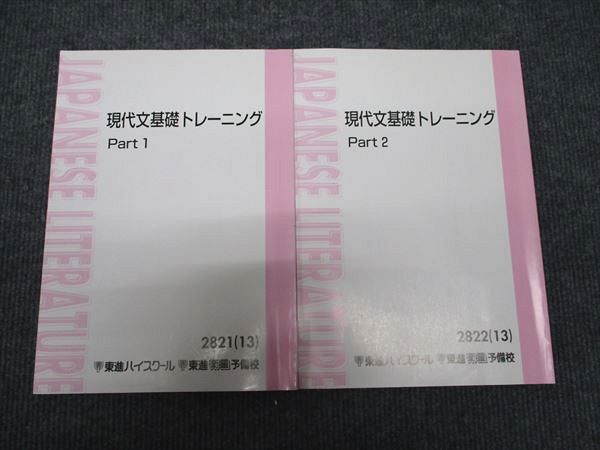 JAPANESE LITERATURE
現代文基礎トレーニング
Part 1
2821(13)
東進ハイスクール 東進衛星予備校
JAPANESE LITERATURE
現代文基礎トレーニング
Part 2
2822(13)
東進ハイスクール 東進衛星予備校